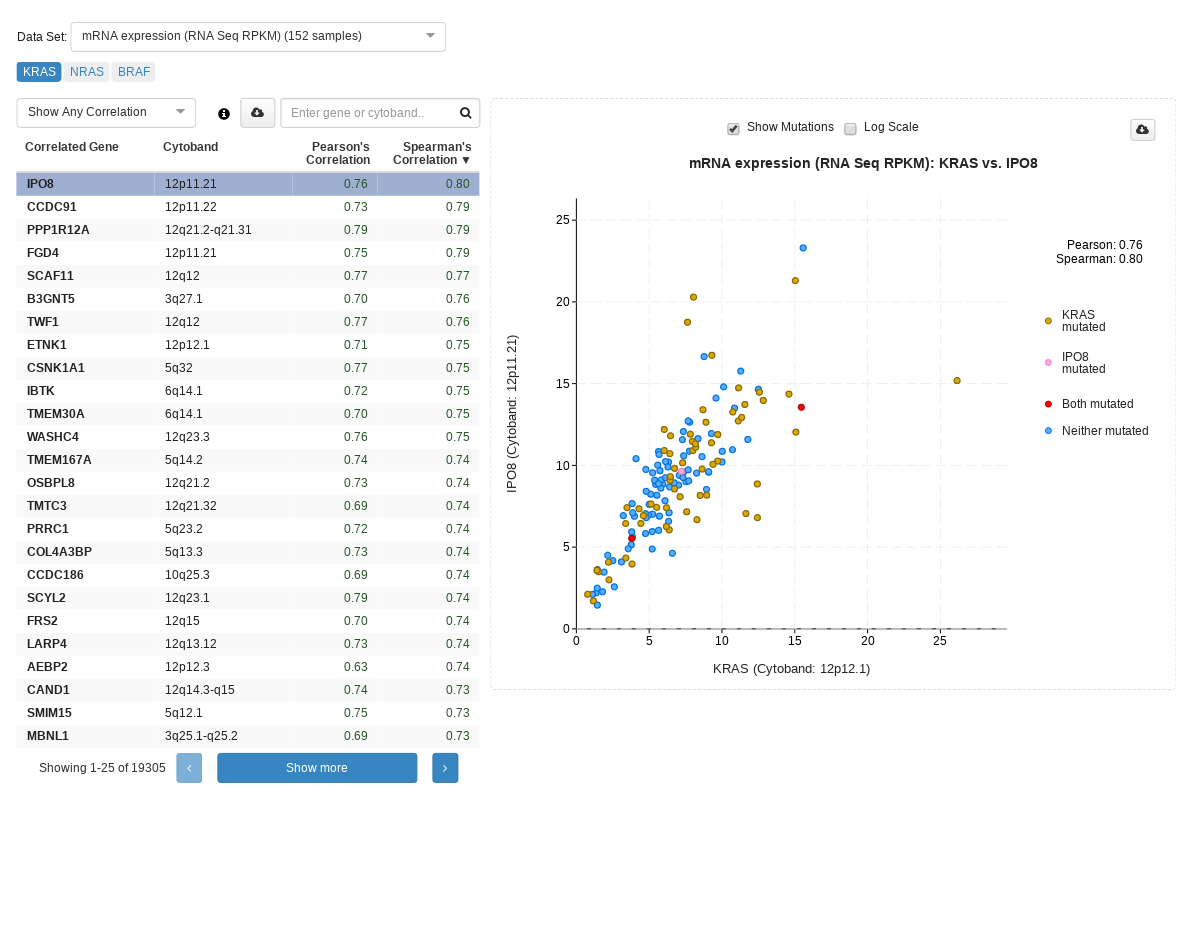 Data Set: mRNA expression (RNA Seq RPKM) (152 samples)
KRAS NRAS BRAF
Show Any Correlation
Enter gene or cytoband..
Correlated Gene Cytoband Pearson's Correlation Spearman's Correlation ▼
IPO8 12p11.21 0.76 0.80
CCDC91 12p11.22 0.73 0.79
PPP1R12A 12q21.2-q21.31 0.79 0.79
FGD4 12p11.21 0.75 0.79
SCAF11 12q12 0.77 0.77
B3GNT5 3q27.1 0.70 0.76
TWF1 12q12 0.77 0.76
ETNK1 12p12.1 0.71 0.75
CSNK1A1 5q32 0.77 0.75
IBTK 6q14.1 0.72 0.75
TMEM30A 6q14.1 0.70 0.75
WASHC4 12q23.3 0.76 0.75
TMEM167A 5q14.2 0.74 0.74
OSBPL8 12q21.2 0.73 0.74
TMTC3 12q21.32 0.69 0.74
PRRC1 5q23.2 0.72 0.74
COL4A3BP 5q13.3 0.73 0.74
CCDC186 10q25.3 0.69 0.74
SCYL2 12q23.1 0.79 0.74
FRS2 12q15 0.70 0.74
LARP4 12q13.12 0.73 0.74
AEBP2 12p12.3 0.63 0.74
CAND1 12q14.3-q15 0.74 0.73
SMIM15 5q12.1 0.75 0.73
MBNL1 3q25.1-q25.2 0.69 0.73
Showing 1-25 of 19305 ‹ Show more ›
Show Mutations Log Scale
mRNA expression (RNA Seq RPKM): KRAS vs. IPO8
25
20
15
10
5
0
IPO8 (Cytoband: 12p11.21)
0 5 10 15 20 25
KRAS (Cytoband: 12p12.1)
Pearson: 0.76
Spearman: 0.80
KRAS
mutated
IPO8
mutated
Both mutated
Neither mutated